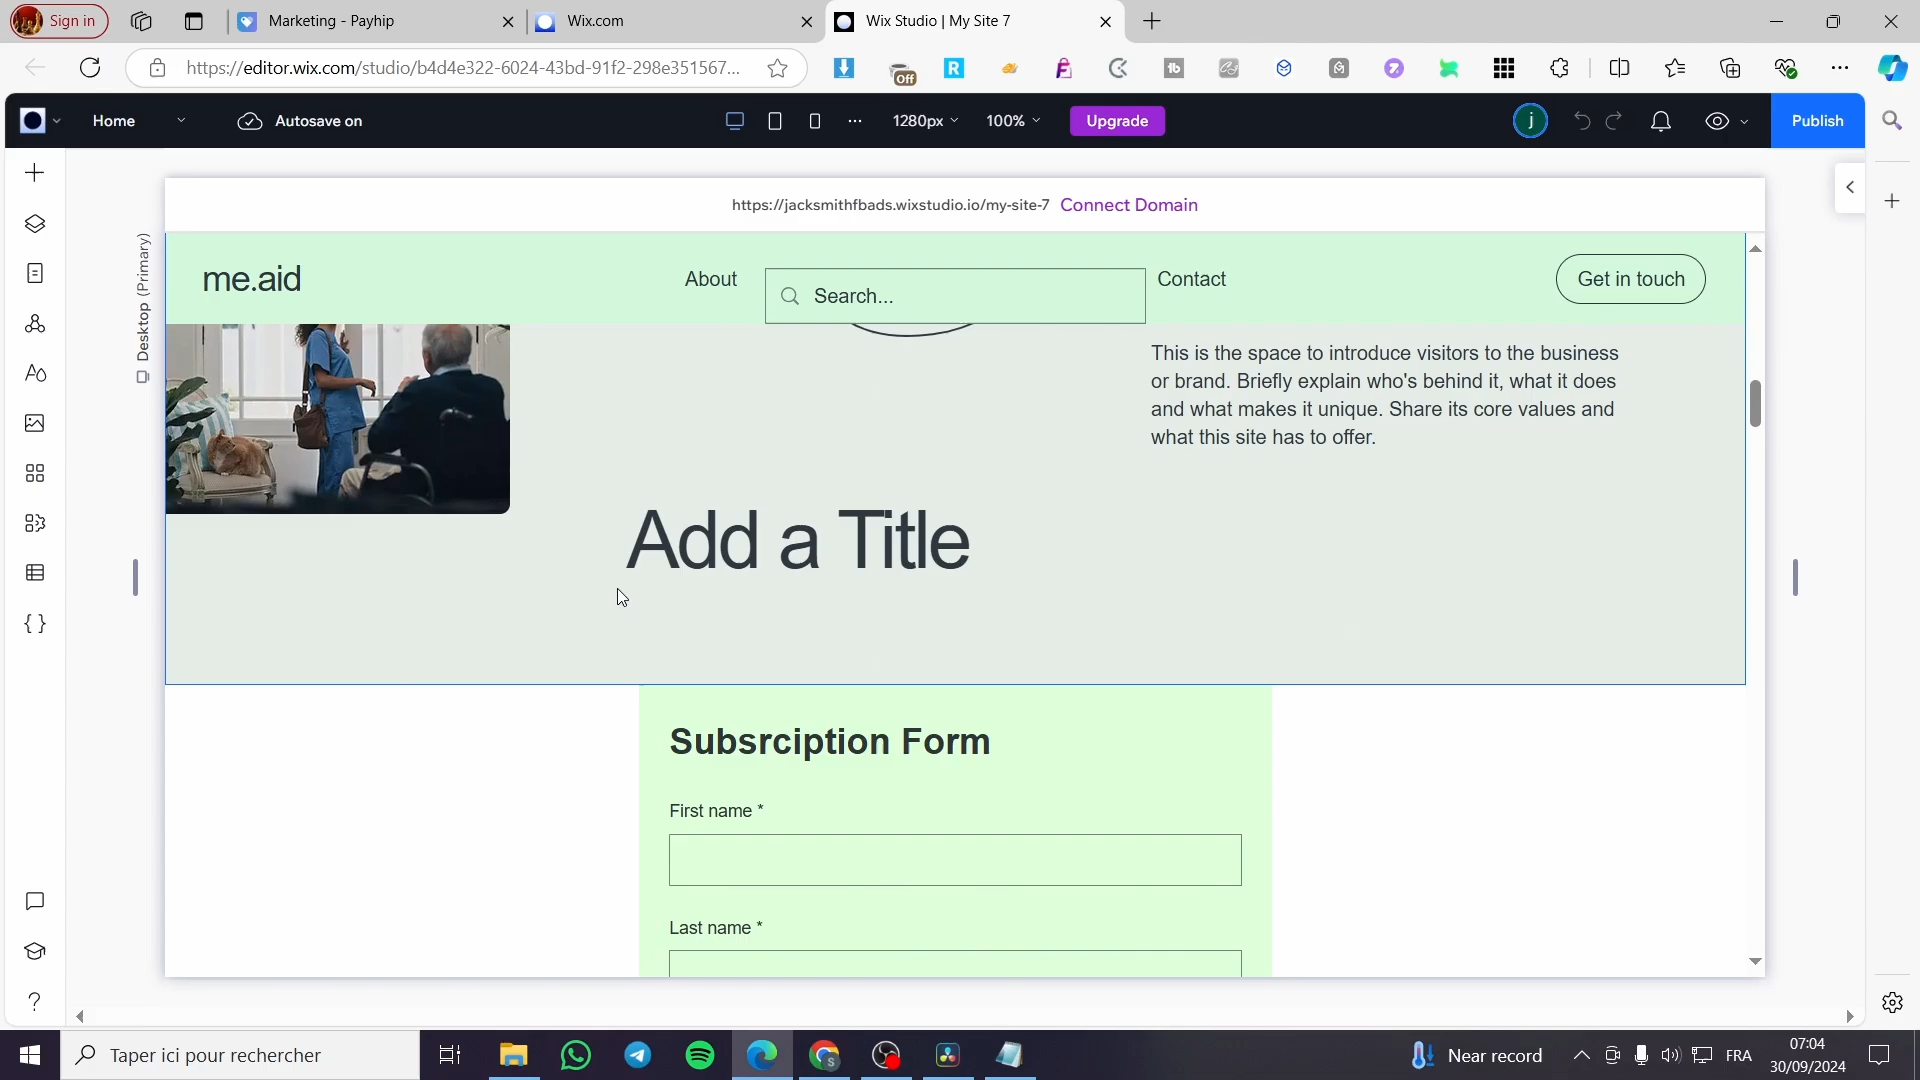 Sign in
Marketing - Payhip
Wix.com
Wix Studio | My Site 7
https://editor.wix.com/studio/b4d4e322-6024-43bd-91f2-298e351567...
Off
Home
Autosave on
1280px
100%
Upgrade
j
Publish
Desktop (Primary)
https://jacksmithfbads.wixstudio.io/my-site-7 Connect Domain
me.aid
About
Search...
Contact
Get in touch
This is the space to introduce visitors to the business
or brand. Briefly explain who's behind it, what it does
and what makes it unique. Share its core values and
what this site has to offer.
Add a Title
Subsrciption Form
First name *
Last name *
Taper ici pour rechercher
Near record
FRA
07:04
30/09/2024